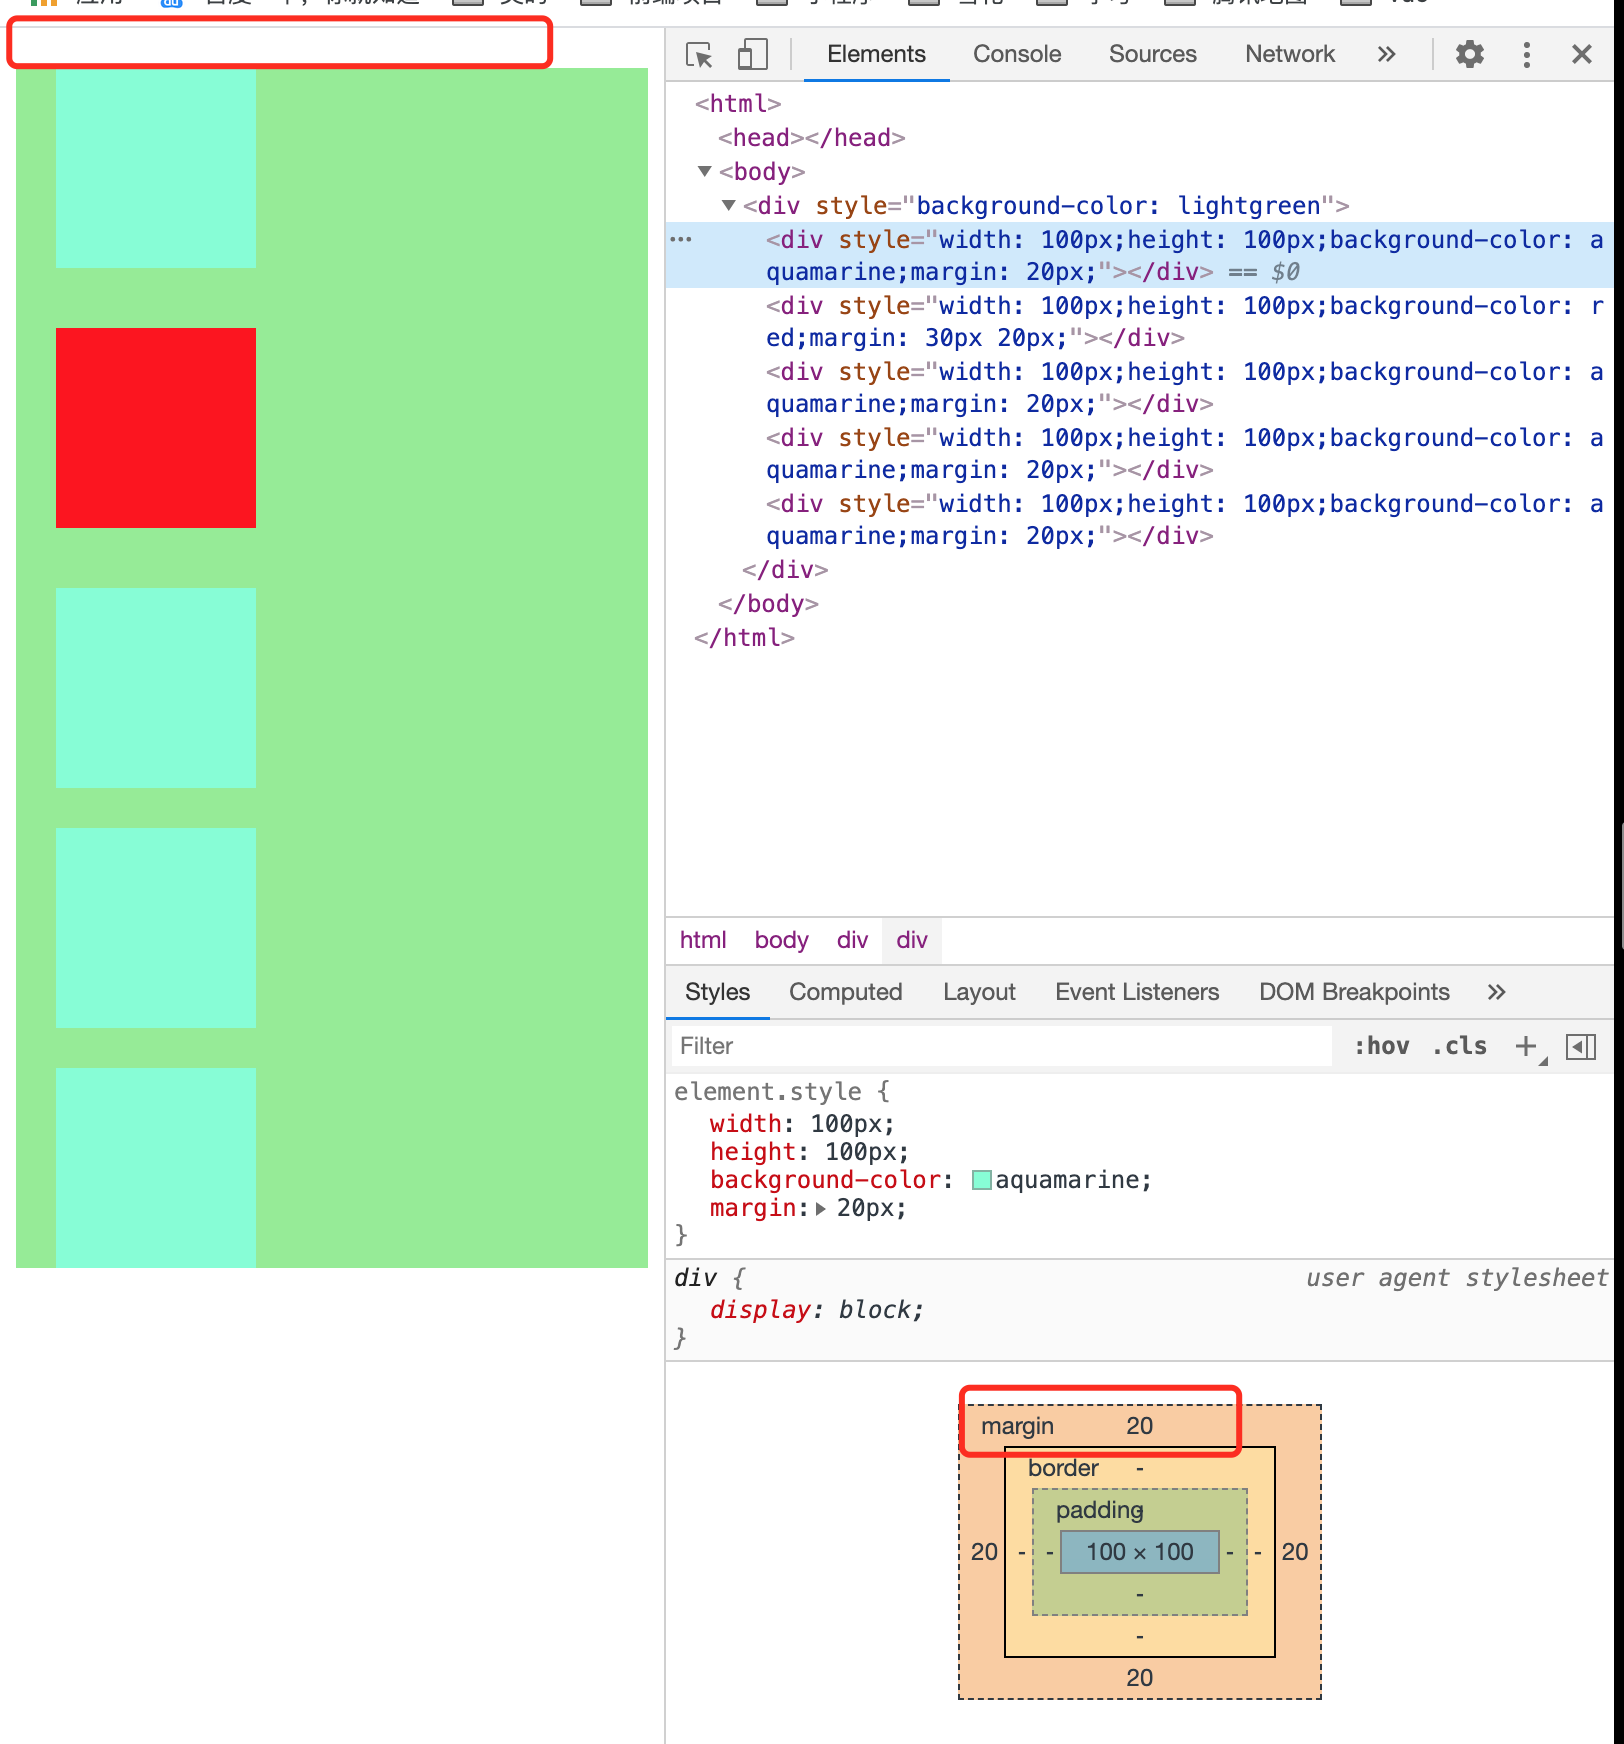 Elements Console Sources Network
<html>
<head></head>
<body>
<div style="background-color: lightgreen">
<div style="width: 100px;height: 100px;background-color: a
quamarine;margin: 20px;"></div> == $0
<div style="width: 100px;height: 100px;background-color: r
ed;margin: 30px 20px;"></div>
<div style="width: 100px;height: 100px;background-color: a
quamarine;margin: 20px;"></div>
<div style="width: 100px;height: 100px;background-color: a
quamarine;margin: 20px;"></div>
<div style="width: 100px;height: 100px;background-color: a
quamarine;margin: 20px;"></div>
</div>
</body>
</html>
html body div div
Styles Computed Layout Event Listeners DOM Breakpoints
Filter :hov .cls +
element.style {
width: 100px;
height: 100px;
background-color: aquamarine;
margin: 20px;
}
div { user agent stylesheet
display: block;
}
margin 20
border -
padding -
20 - - 100 × 100 - - 20
-
-
20